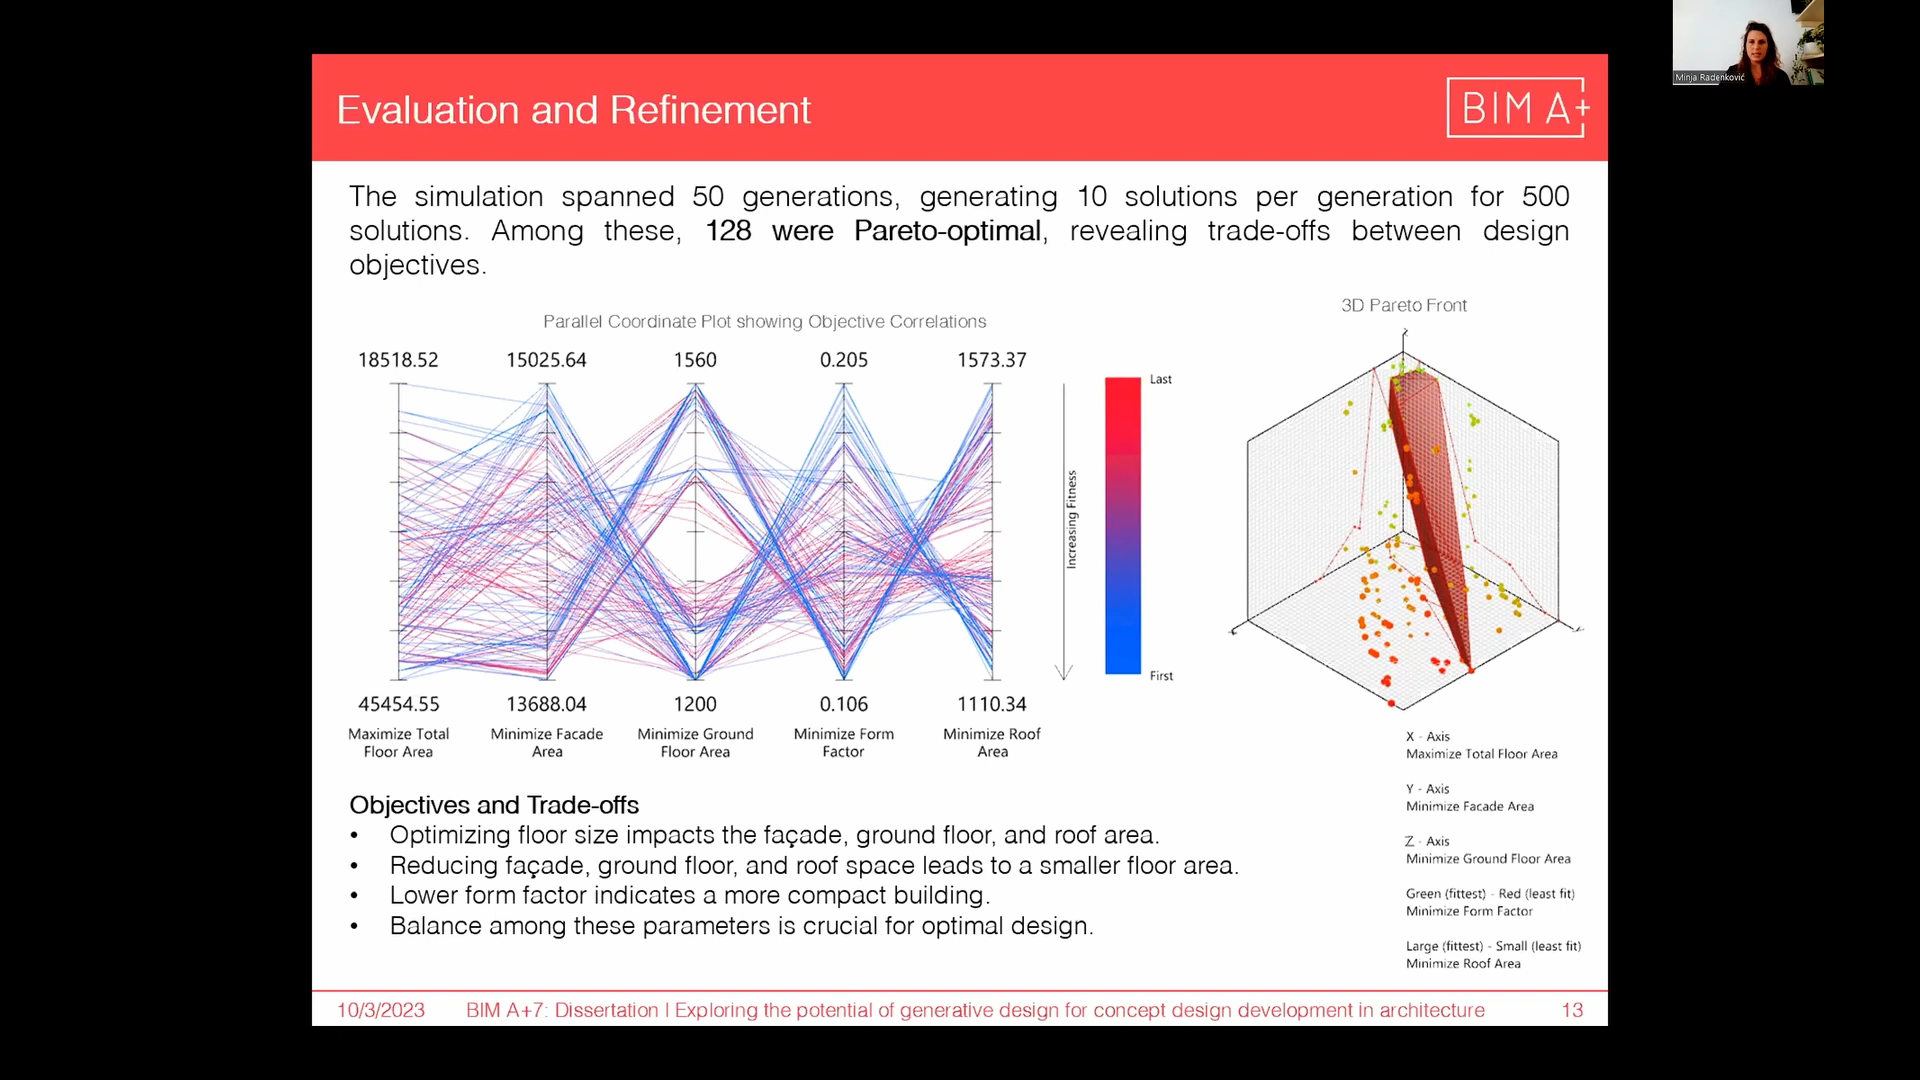 Minja Radenković
Evaluation and Refinement
BIM A+
The simulation spanned 50 generations, generating 10 solutions per generation for 500
solutions. Among these, 128 were Pareto-optimal, revealing trade-offs between design
objectives.
Parallel Coordinate Plot showing Objective Correlations
18518.52 15025.64 1560 0.205 1573.37
45454.55 13688.04 1200 0.106 1110.34
Maximize Total Minimize Facade Minimize Ground Minimize Form Minimize Roof
Floor Area Area Floor Area Factor Area
Increasing Fitness
Last
First
3D Pareto Front
X - Axis
Maximize Total Floor Area
Y - Axis
Minimize Facade Area
Z - Axis
Minimize Ground Floor Area
Green (fittest) - Red (least fit)
Minimize Form Factor
Large (fittest) - Small (least fit)
Minimize Roof Area
Objectives and Trade-offs
• Optimizing floor size impacts the façade, ground floor, and roof area.
• Reducing façade, ground floor, and roof space leads to a smaller floor area.
• Lower form factor indicates a more compact building.
• Balance among these parameters is crucial for optimal design.
10/3/2023 BIM A+7: Dissertation | Exploring the potential of generative design for concept design development in architecture 13